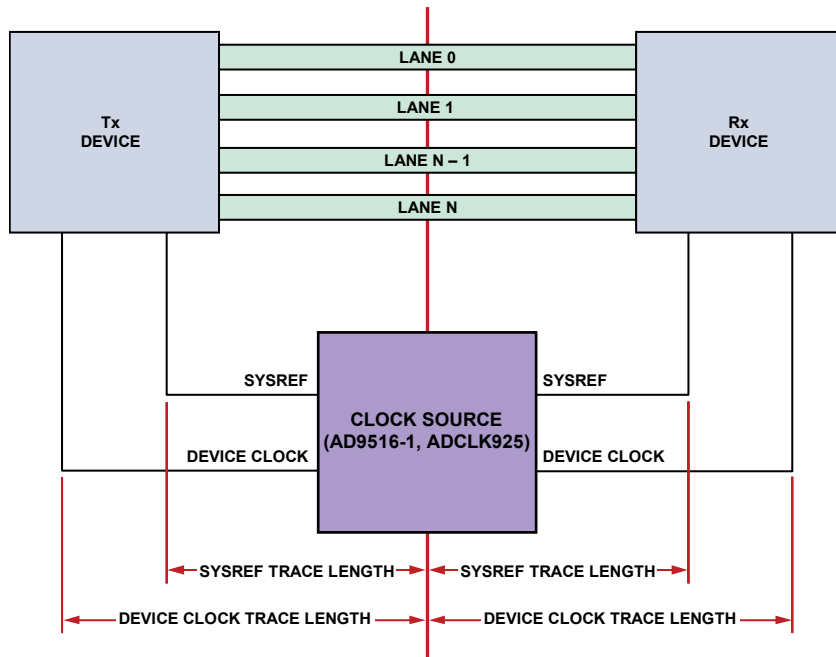 LANE 0
LANE 1
LANE N – 1
LANE N
Tx
DEVICE
Rx
DEVICE
SYSREF
SYSREF
CLOCK SOURCE
(AD9516-1, ADCLK925)
DEVICE CLOCK
DEVICE CLOCK
SYSREF TRACE LENGTH
SYSREF TRACE LENGTH
DEVICE CLOCK TRACE LENGTH
DEVICE CLOCK TRACE LENGTH